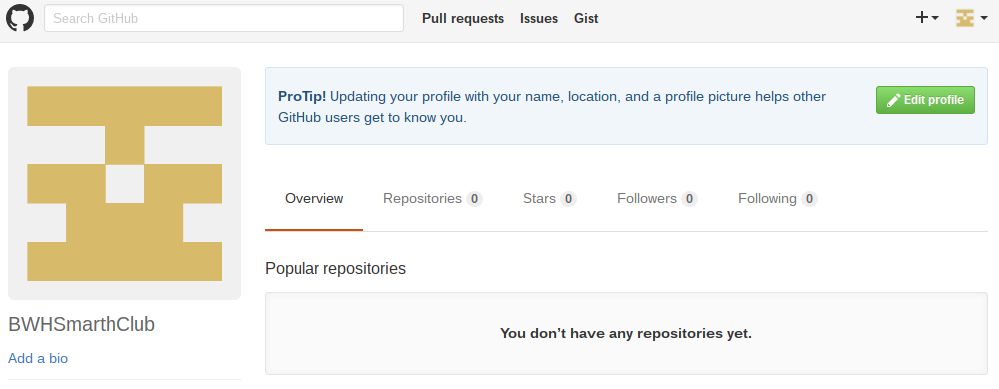 Search GitHub
Pull requests Issues Gist
ProTip! Updating your profile with your name, location, and a profile picture helps other
GitHub users get to know you.
Edit profile
Overview Repositories 0 Stars 0 Followers 0 Following 0
Popular repositories
You don’t have any repositories yet.
BWHSmarthClub
Add a bio